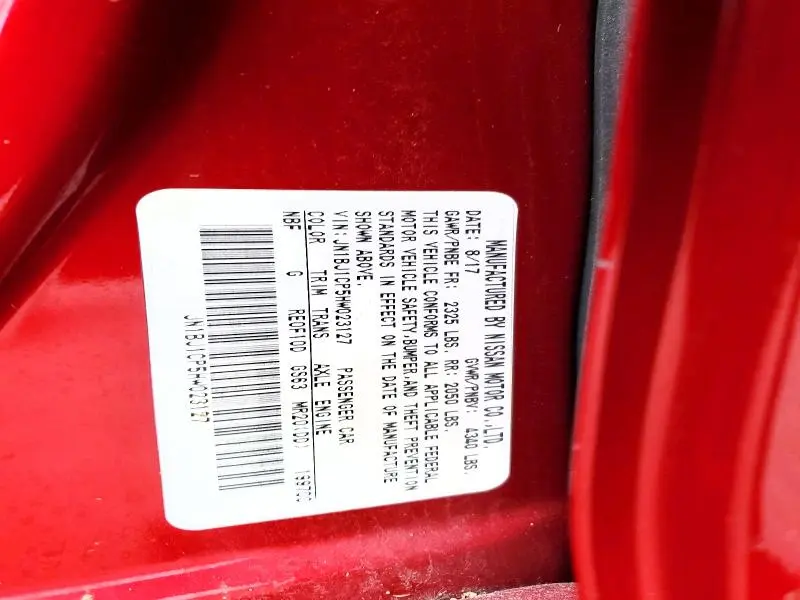 MANUFACTURED BY NISSAN MOTOR CO.,LTD.
DATE: 8/17 GVWR/PNBV: 4340 LBS.
GAWR/PNBE FR: 2325 LBS. RR: 2050 LBS.
THIS VEHICLE CONFORMS TO ALL APPLICABLE FEDERAL
MOTOR VEHICLE SAFETY,BUMPER,AND THEFT PREVENTION
STANDARDS IN EFFECT ON THE DATE OF MANUFACTURE
SHOWN ABOVE.
VIN:JN1BJ1CP5HW023127 PASSENGER CAR
COLOR TRIM TRANS AXLE ENGINE
NBF G RE0F10D GS63 MR20(DD) 1997CC
JN1BJ1CP5HW023127